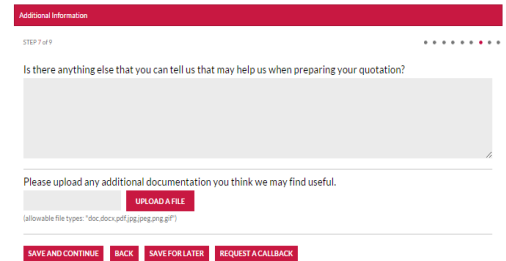 Additional Information
STEP 7 of 9
Is there anything else that you can tell us that may help us when preparing your quotation?
Please upload any additional documentation you think we may find useful.
UPLOAD A FILE
(allowable file types: "doc,docx,pdf,jpg,jpeg,png,gif")
SAVE AND CONTINUE BACK SAVE FOR LATER REQUEST A CALLBACK